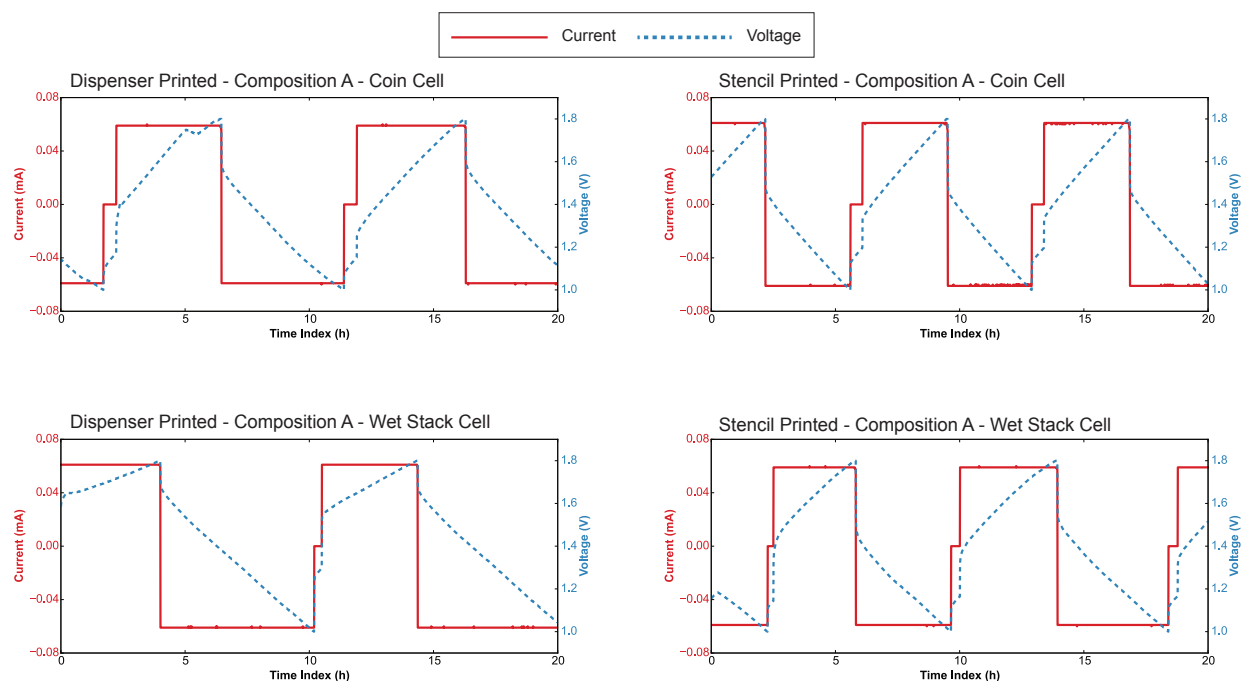 Current Voltage
Dispenser Printed - Composition A - Coin Cell
0.08
0.04
0.00
−0.04
−0.08
Current (mA)
1.8
1.6
1.4
1.2
1.0
Voltage (V)
0 5 10 15 20
Time Index (h)
Stencil Printed - Composition A - Coin Cell
0.08
0.04
0.00
−0.04
−0.08
Current (mA)
1.8
1.6
1.4
1.2
1.0
Voltage (V)
0 5 10 15 20
Time Index (h)
Dispenser Printed - Composition A - Wet Stack Cell
0.08
0.04
0.00
−0.04
−0.08
Current (mA)
1.8
1.6
1.4
1.2
1.0
Voltage (V)
0 5 10 15 20
Time Index (h)
Stencil Printed - Composition A - Wet Stack Cell
0.08
0.04
0.00
−0.04
−0.08
Current (mA)
1.8
1.6
1.4
1.2
1.0
Voltage (V)
0 5 10 15 20
Time Index (h)